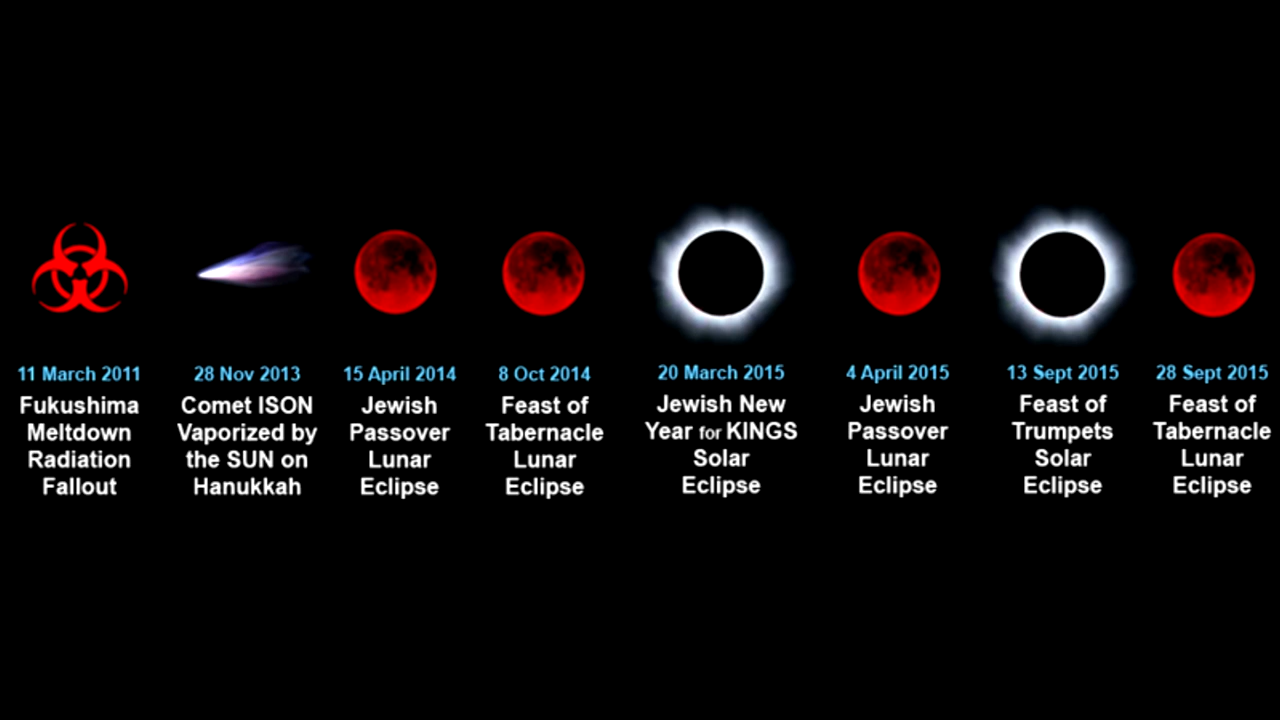 11 March 2011
Fukushima
Meltdown
Radiation
Fallout
28 Nov 2013
Comet ISON
Vaporized by
the SUN on
Hanukkah
15 April 2014
Jewish
Passover
Lunar
Eclipse
8 Oct 2014
Feast of
Tabernacle
Lunar
Eclipse
20 March 2015
Jewish New
Year for KINGS
Solar
Eclipse
4 April 2015
Jewish
Passover
Lunar
Eclipse
13 Sept 2015
Feast of
Trumpets
Solar
Eclipse
28 Sept 2015
Feast of
Tabernacle
Lunar
Eclipse